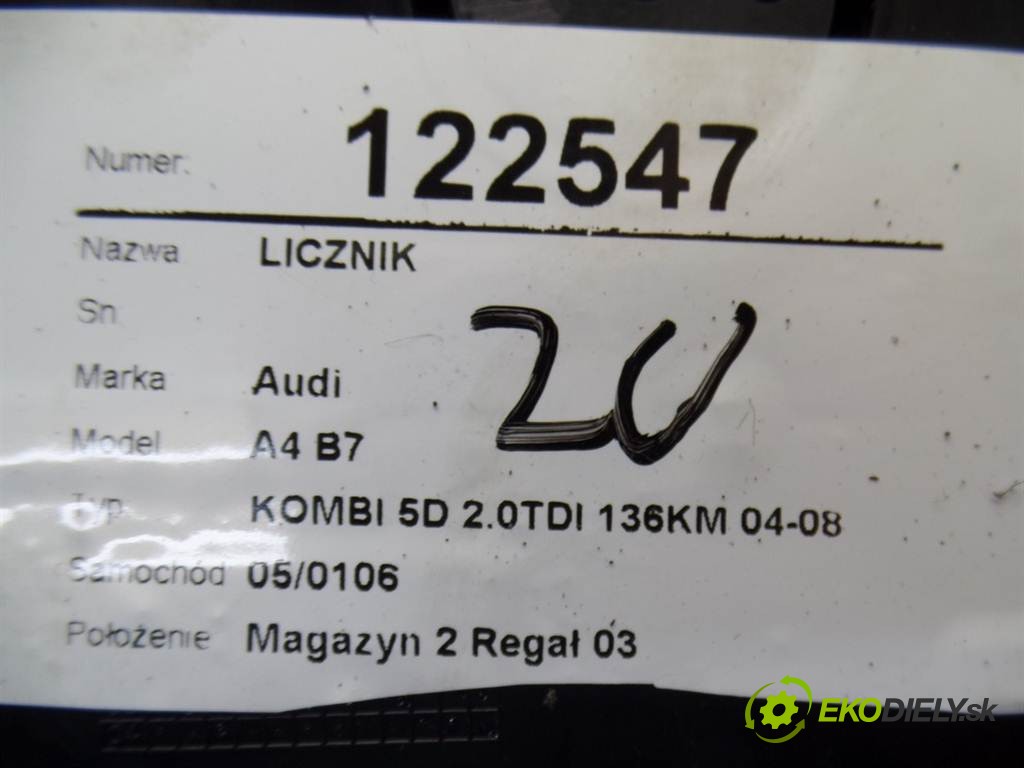 Numer: 122547
Nazwa LICZNIK
Sn
Marka Audi
Model A4 B7
Typ KOMBI 5D 2.0TDI 136KM 04-08
Samochód 05/0106
Położenie Magazyn 2 Regał 03
EKODIELY.sk